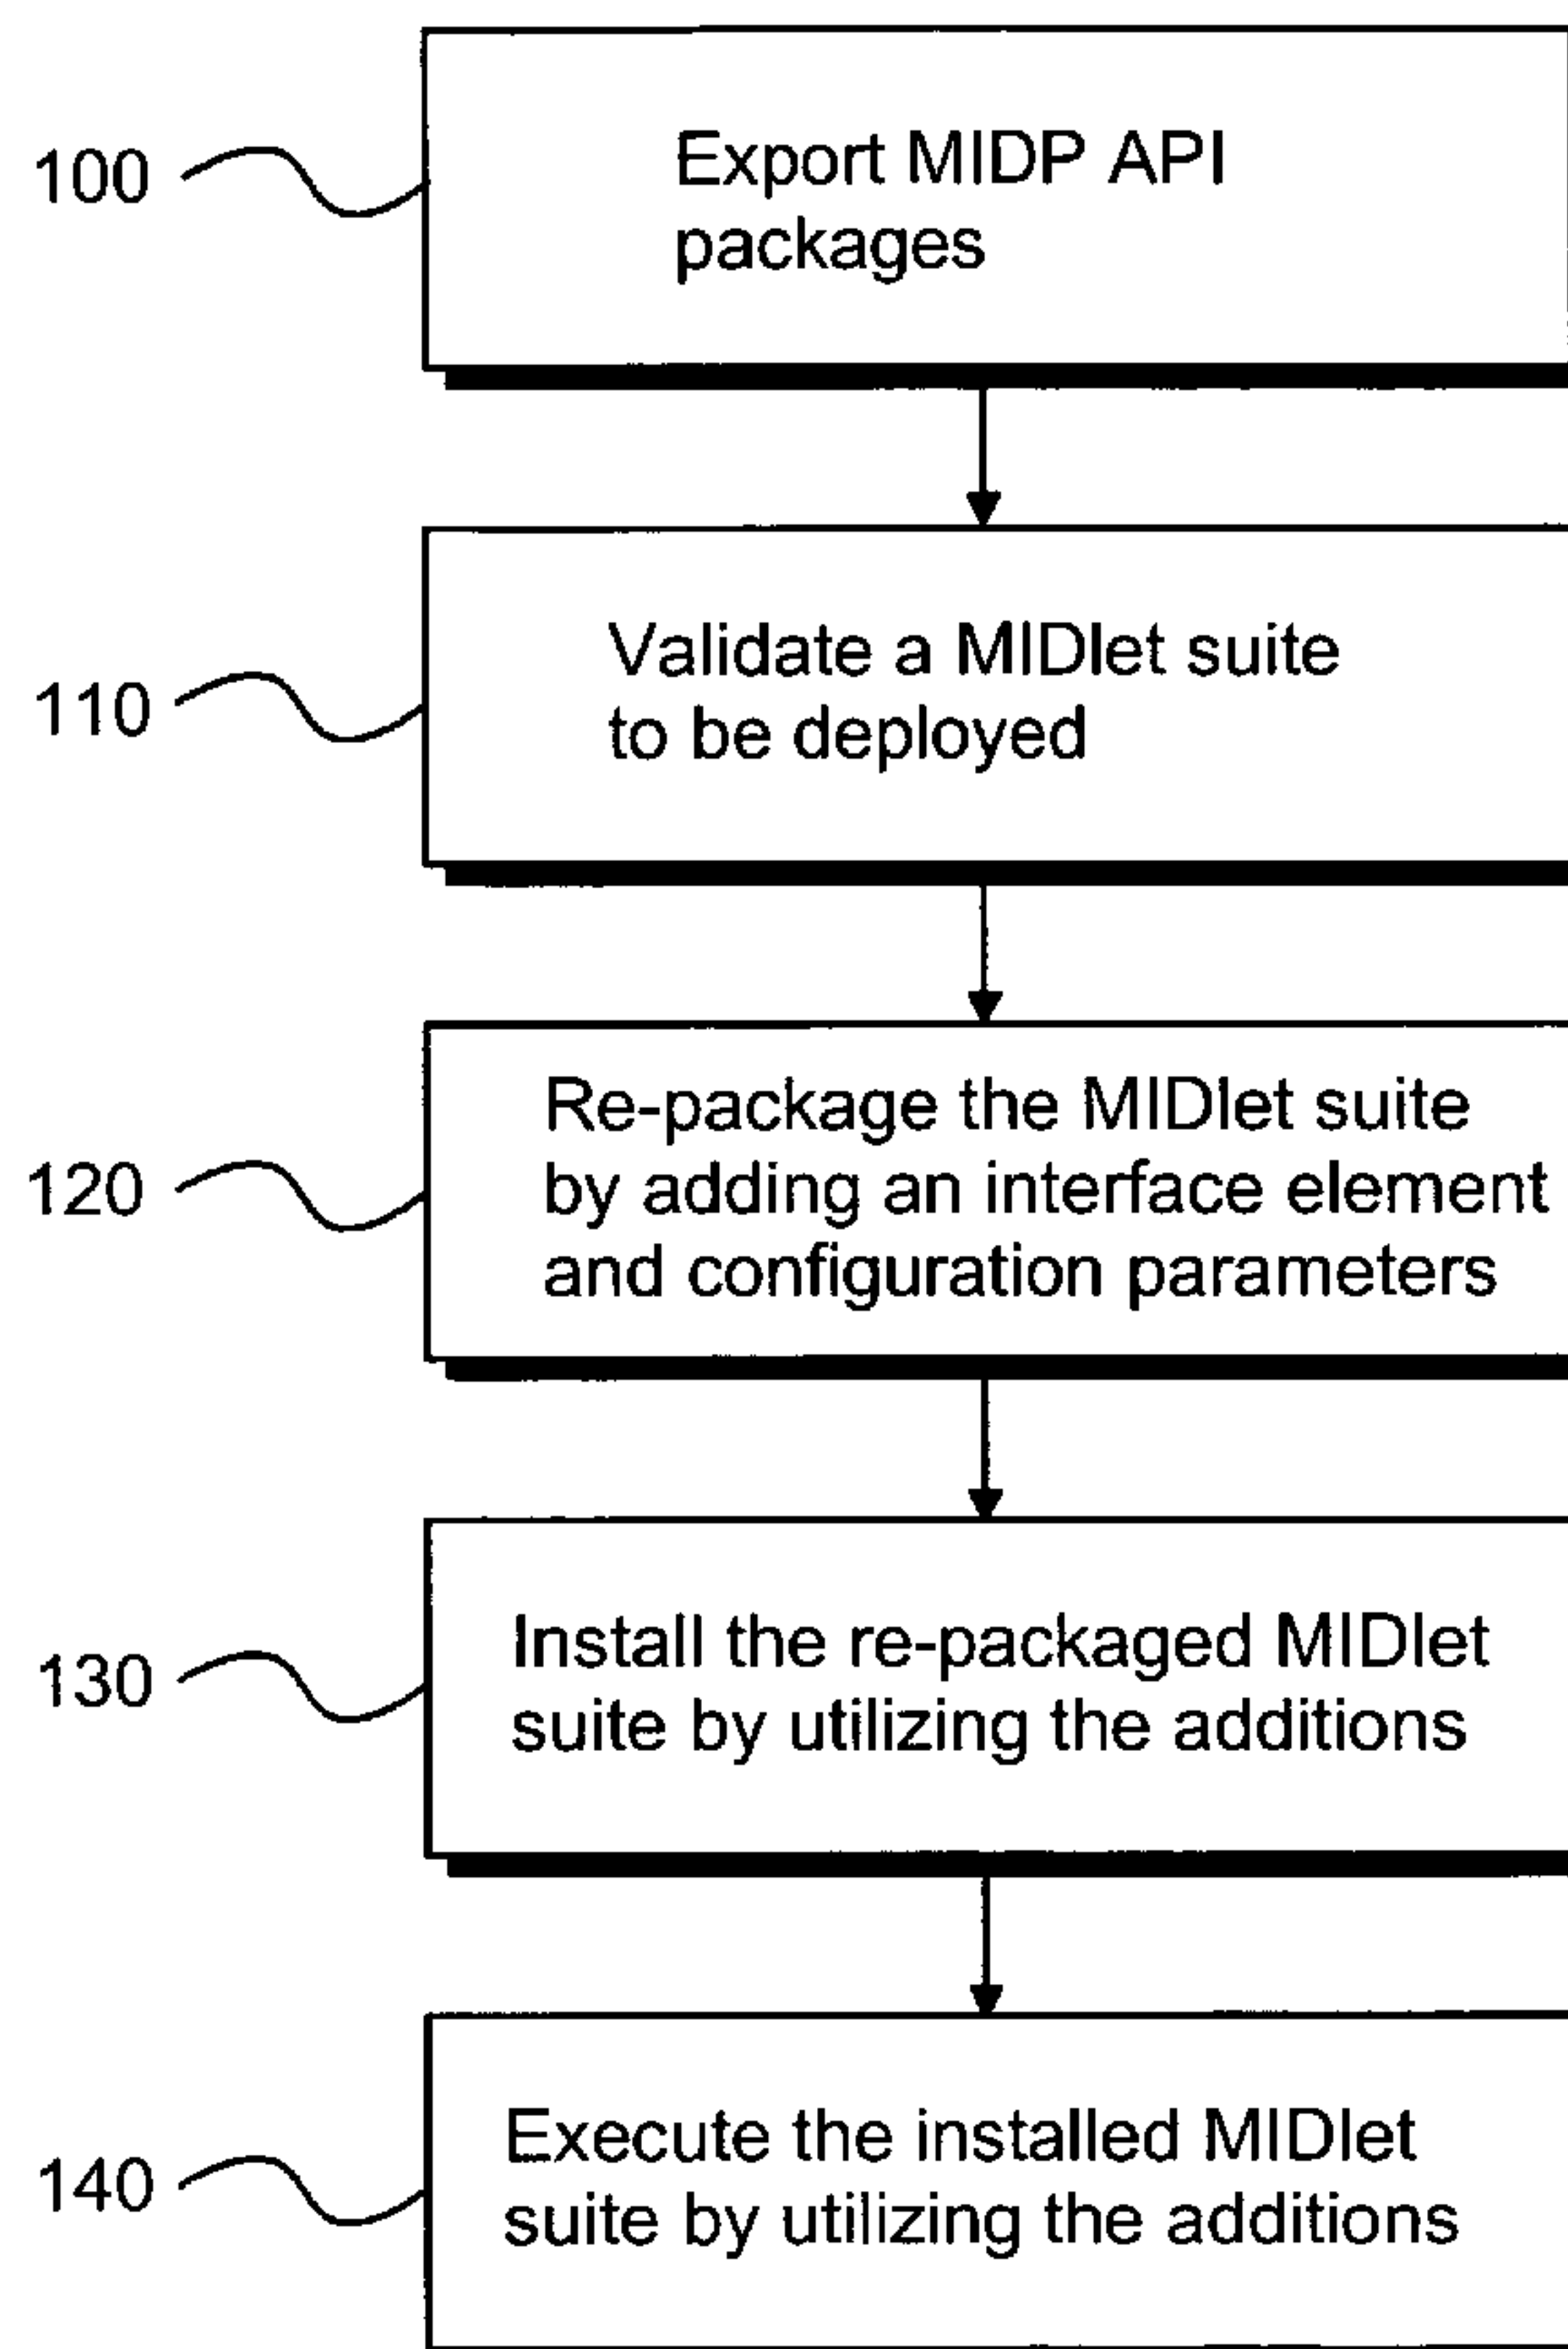 100
Export MIDP API
packages
110
Validate a MIDlet suite
to be deployed
120
Re-package the MIDlet suite
by adding an interface element
and configuration parameters
130
Install the re-packaged MIDlet
suite by utilizing the additions
140
Execute the installed MIDlet
suite by utilizing the additions